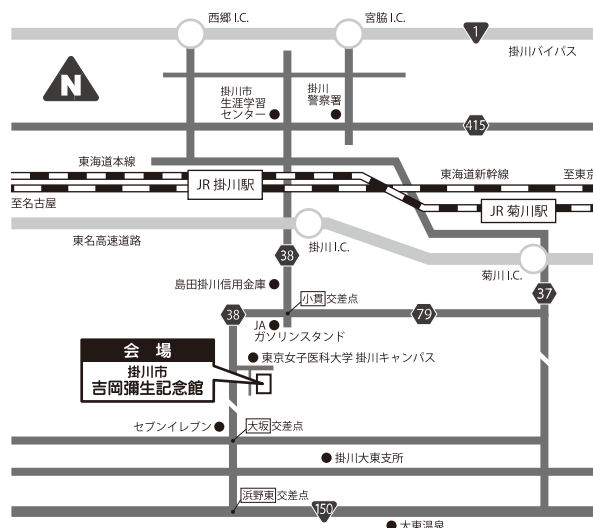 西郷 I.C.
宮脇 I.C.
1
掛川バイパス
N
掛川市
生涯学習
センター
掛川
警察署
415
東海道本線
東海道新幹線
至東京
JR 掛川駅
至名古屋
JR 菊川駅
東名高速道路
掛川 I.C.
38
菊川 I.C.
島田掛川信用金庫
37
小貫交差点
38
79
JA
ガソリンスタンド
会 場
掛川市
吉岡彌生記念館
東京女子医科大学 掛川キャンパス
セブンイレブン
大坂交差点
掛川大東支所
浜野東交差点
150
大東温泉